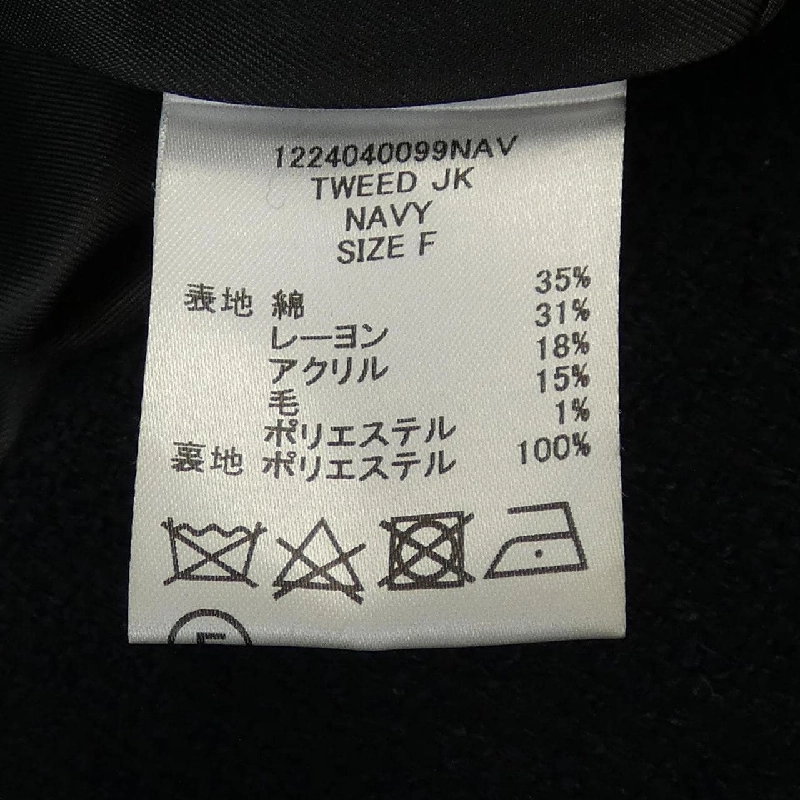 1224040099NAV
TWEED JK
NAVY
SIZE F
表地 綿 35%
レーヨン 31%
アクリル 18%
毛 15%
ポリエステル 1%
裏地 ポリエステル 100%